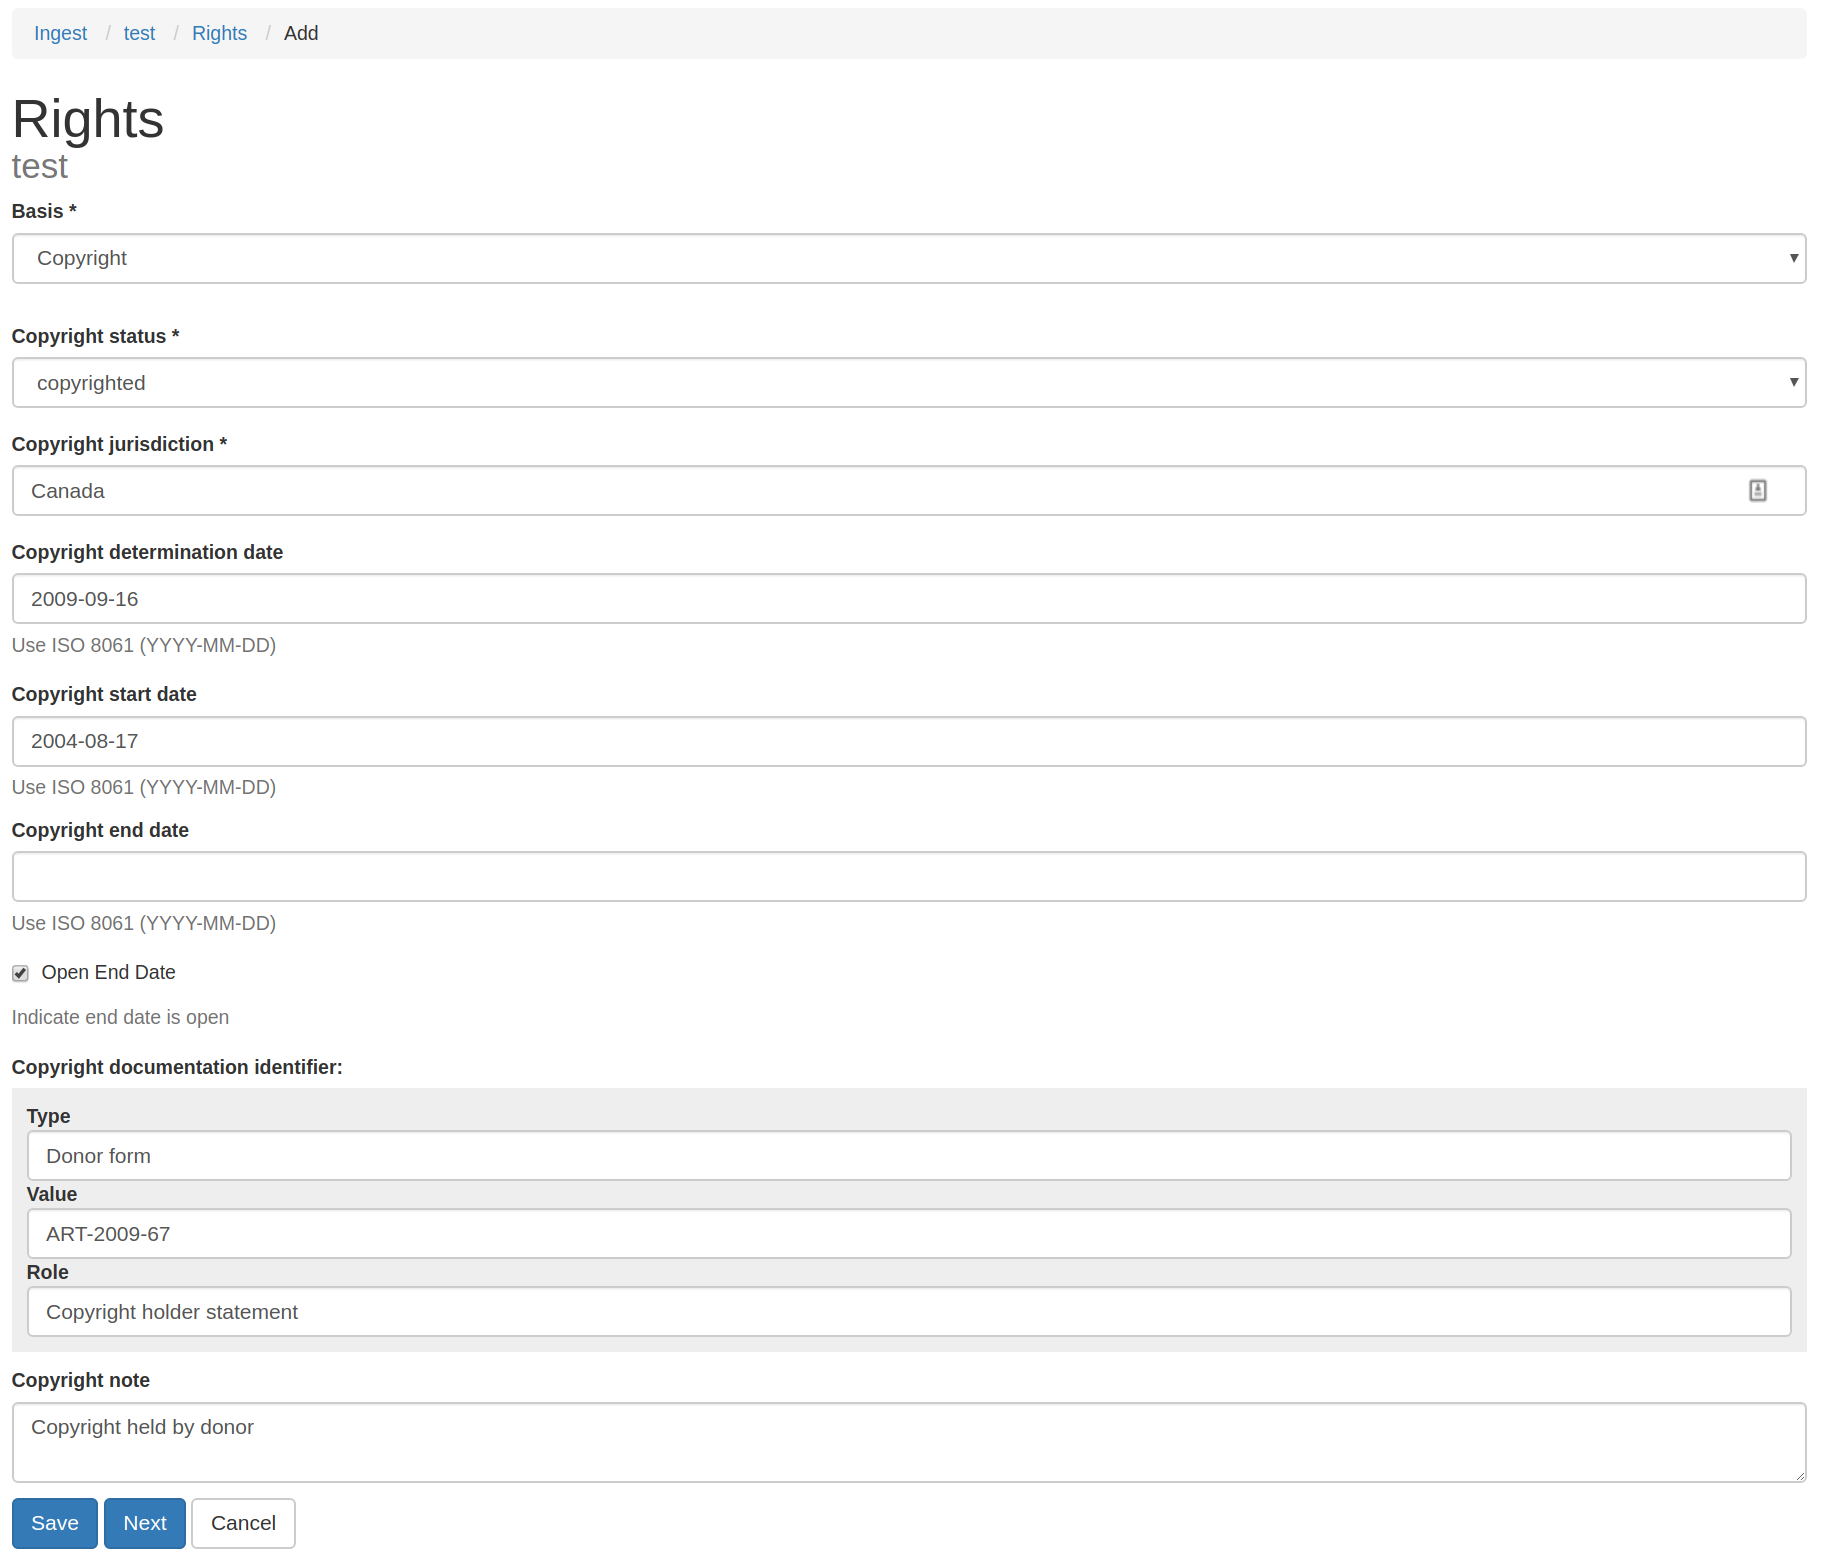 Ingest / test / Rights / Add
Rights
test
Basis *
Copyright
Copyright status *
copyrighted
Copyright jurisdiction *
Canada
Copyright determination date
2009-09-16
Use ISO 8061 (YYYY-MM-DD)
Copyright start date
2004-08-17
Use ISO 8061 (YYYY-MM-DD)
Copyright end date
Use ISO 8061 (YYYY-MM-DD)
Open End Date
Indicate end date is open
Copyright documentation identifier:
Type
Donor form
Value
ART-2009-67
Role
Copyright holder statement
Copyright note
Copyright held by donor
Save Next Cancel